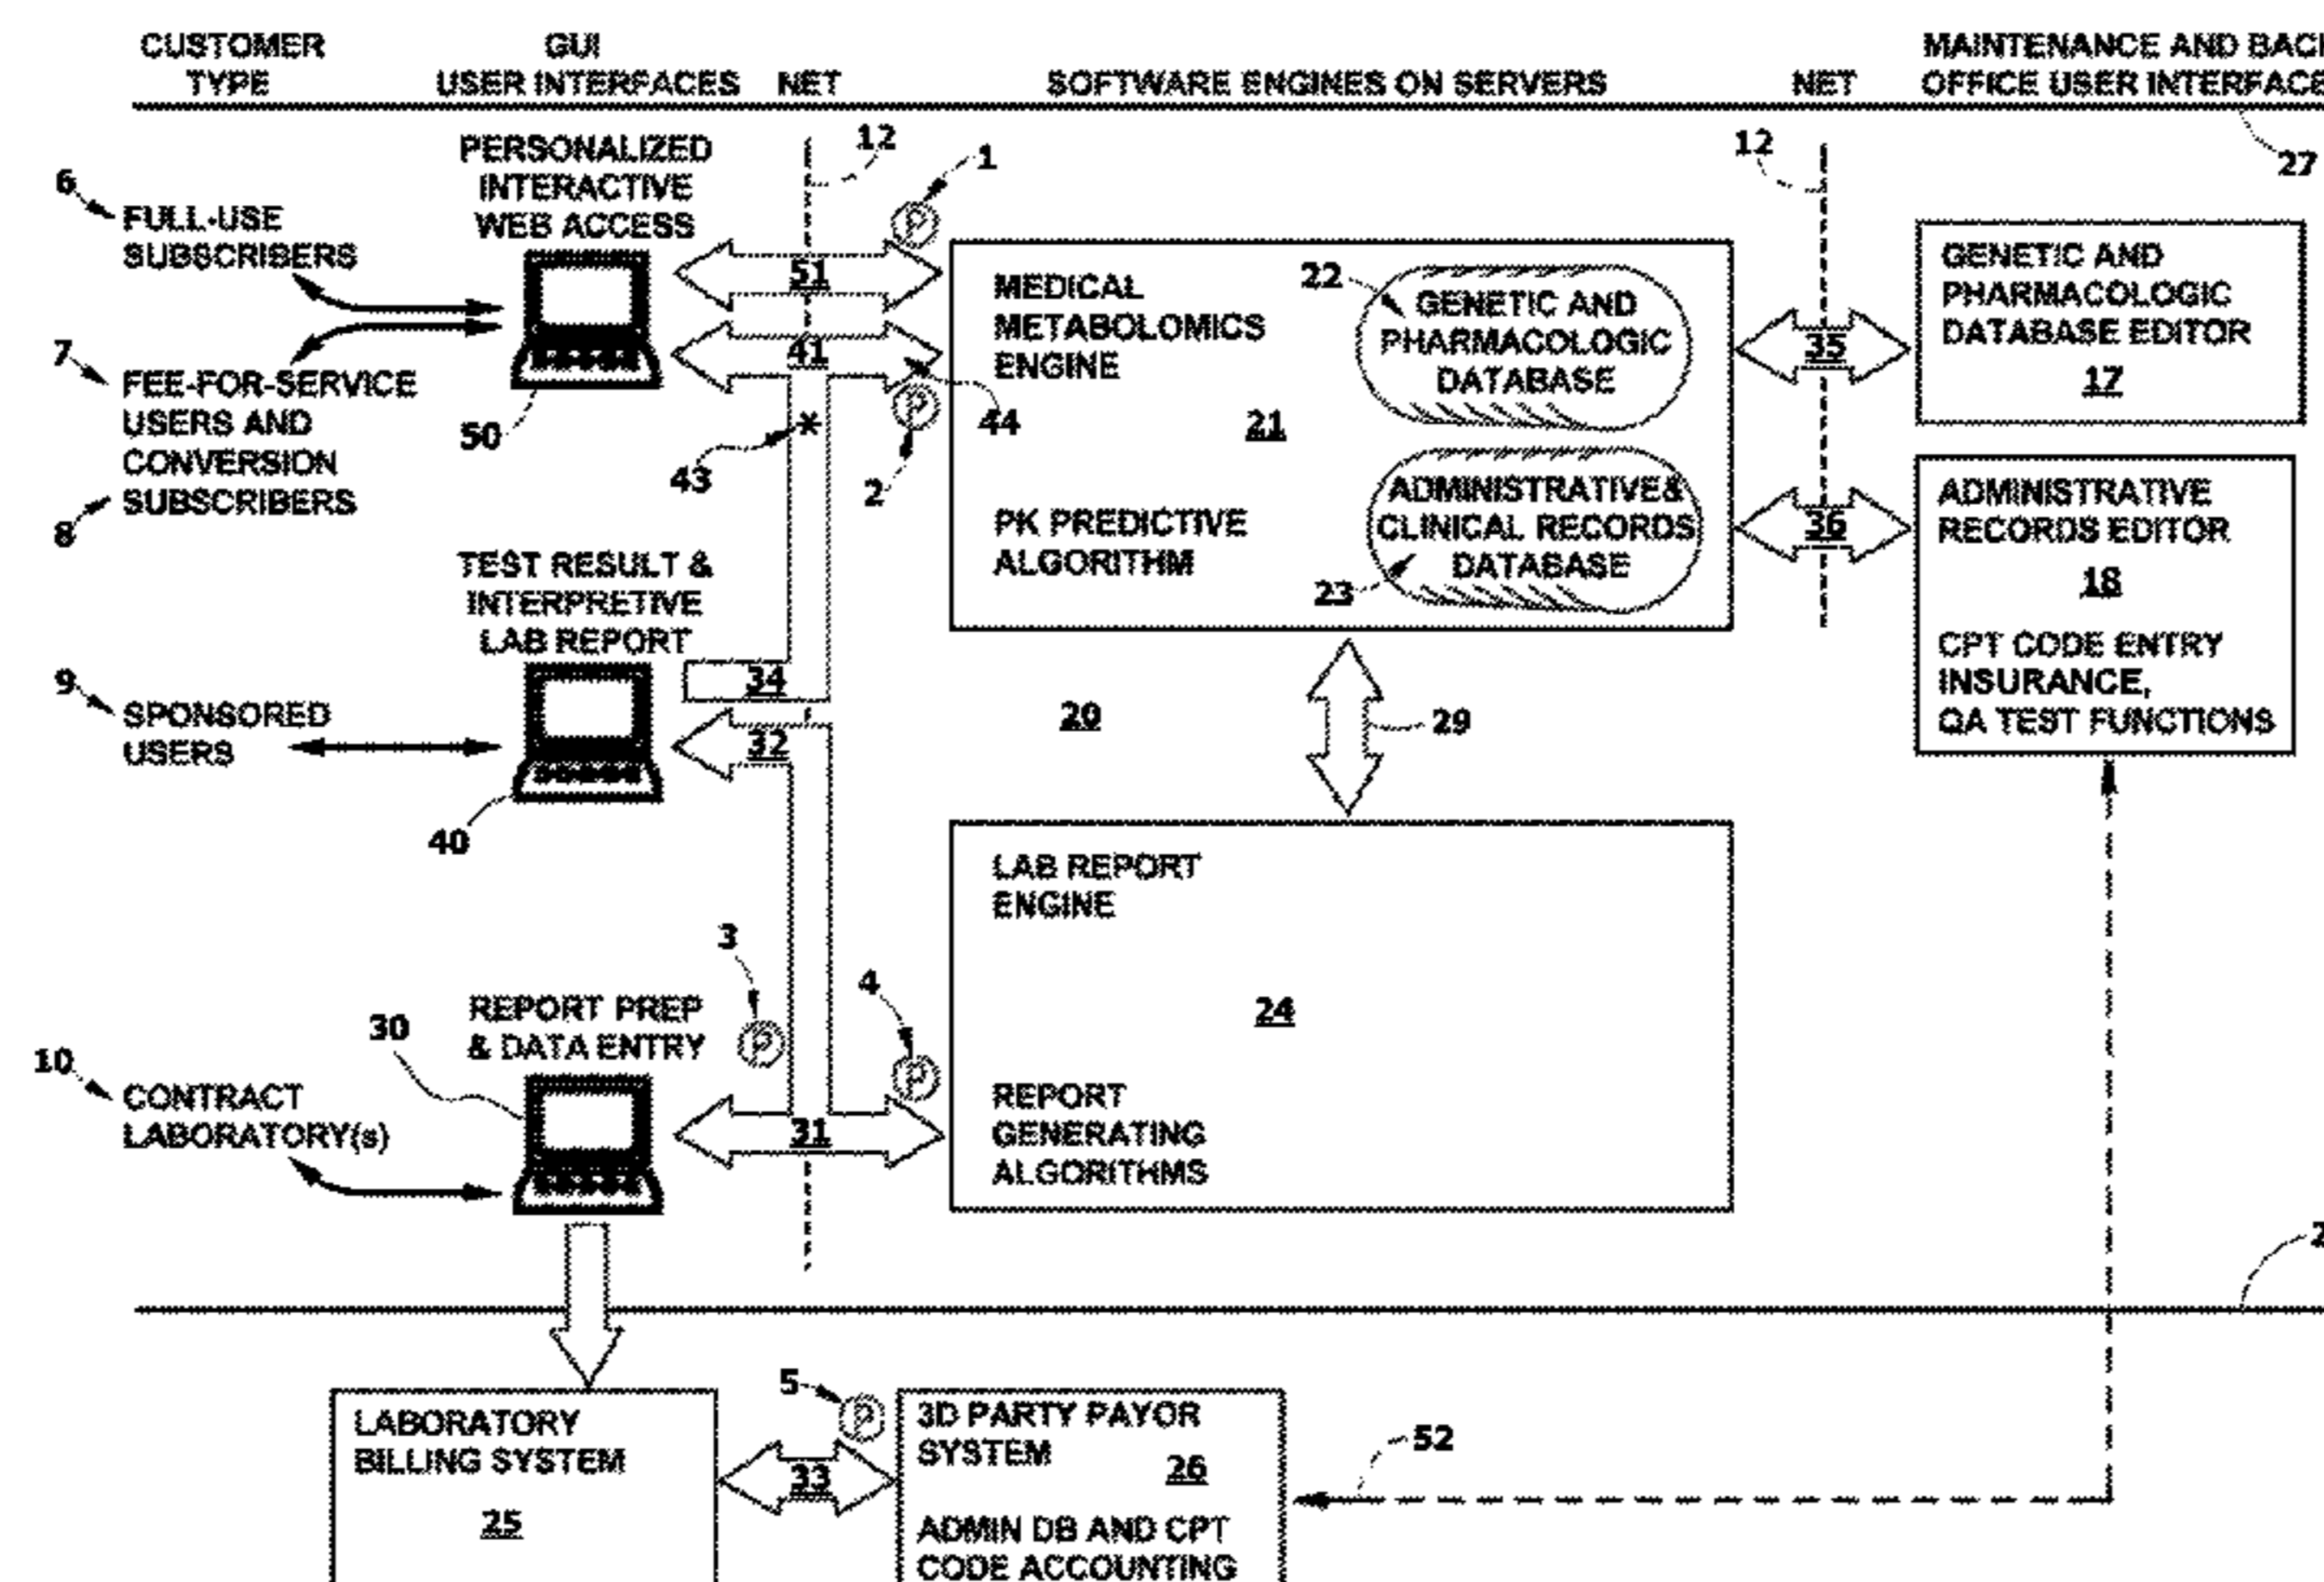 CUSTOMER
TYPE
GUI
USER INTERFACES
NET
SOFTWARE ENGINES ON SERVERS
NET
MAINTENANCE AND
OFFICE USER
12
1
12
27
6
FULL-USE
SUBSCRIBERS
PERSONALIZED
INTERACTIVE
WEB ACCESS
P
51
41
44
P
2
43
50
7
FEE-FOR-SERVICE
USERS AND
CONVERSION
SUBSCRIBERS
8
MEDICAL
METABOLOMICS
ENGINE
21
PK PREDICTIVE
ALGORITHM
22
GENETIC AND
PHARMACOLOGIC
DATABASE
ADMINISTRATIVE&
CLINICAL RECORDS
DATABASE
23
35
36
GENETIC AND
PHARMACOLOGIC
DATABASE EDITOR
17
ADMINISTRATIVE
RECORDS EDITOR
18
CPT CODE ENTRY
INSURANCE,
QA TEST FUNCTIONS
TEST RESULT &
INTERPRETIVE
LAB REPORT
9
SPONSORED
USERS
34
32
40
20
29
LAB REPORT
ENGINE
24
REPORT
GENERATING
ALGORITHMS
3
P
4
P
30
REPORT PREP
& DATA ENTRY
10
CONTRACT
LABORATORY(s)
31
LABORATORY
BILLING SYSTEM
25
5
P
33
3D PARTY PAYOR
SYSTEM
26
ADMIN DB AND CPT
CODE ACCOUNTING
52